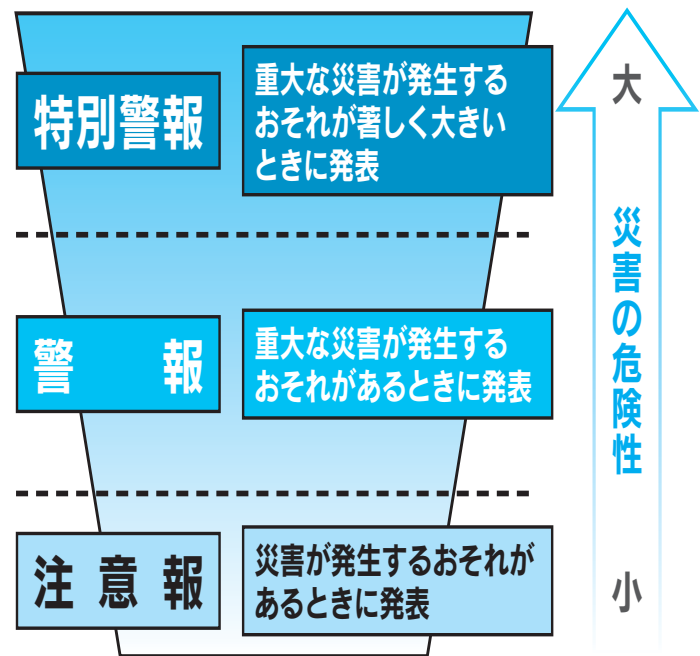 特別警報
重大な災害が発生する
おそれが著しく大きい
ときに発表
警報
重大な災害が発生する
おそれがあるときに発表
注意報
災害が発生するおそれが
あるときに発表
大
災害の危険性
小